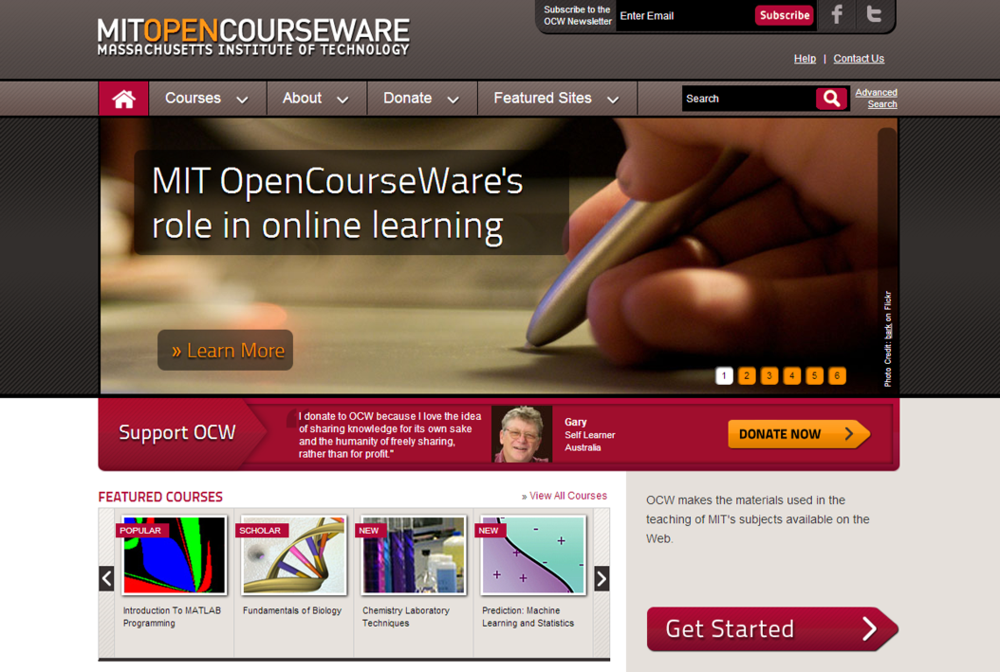 MITOPENCOURSEWARE
MASSACHUSETTS INSTITUTE OF TECHNOLOGY
Subscribe to the
OCW Newsletter
Enter Email
Subscribe
Help | Contact Us
Courses
About
Donate
Featured Sites
Search
Advanced
Search
MIT OpenCourseWare's
role in online learning
» Learn More
1 2 3 4 5 6
Photo Credit: bark on Flickr
Support OCW
I donate to OCW because I love the idea
of sharing knowledge for its own sake
and the humanity of freely sharing,
rather than for profit."
Gary
Self Learner
Australia
DONATE NOW
FEATURED COURSES
» View All Courses
POPULAR
Introduction To MATLAB
Programming
SCHOLAR
Fundamentals of Biology
NEW
Chemistry Laboratory
Techniques
NEW
Prediction: Machine
Learning and Statistics
OCW makes the materials used in the
teaching of MIT's subjects available on the
Web.
Get Started